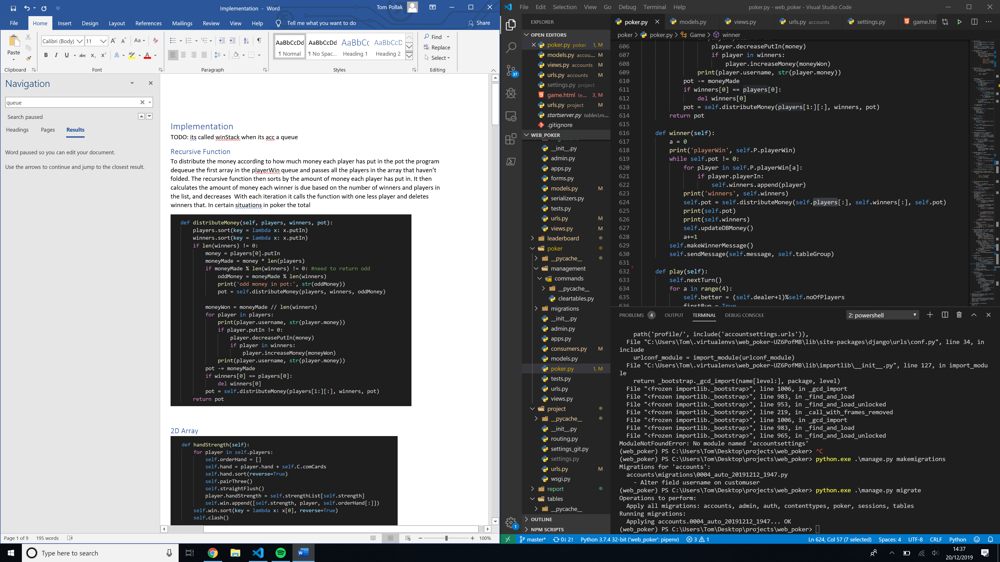 Implementation - Word
Tom Pollak
File Home Insert Design Layout References Mailings Review View Help Tell me what you want to do Share
Paste
Calibri (Body) 11
AaBbCcDd AaBbCcDd AaBbCc AaBbCcD
¶ Normal ¶ No Spac... Heading 1 Heading 2
Find
Replace
Select
Clipboard Font Paragraph Styles Editing
Navigation
queue
Search paused
Headings Pages Results
Word paused so you can edit your document.
Use the arrows to continue and jump to the closest result.
Implementation
TODO: its called winStack when its acc a queue
Recursive Function
To distribute the money according to how much money each player has put in the pot the program
dequeue the first array in the playerWin queue and passes all the players in the array that haven’t
folded. The recursive function then sorts by the amount of money each player has put in. It then
calculates the amount of money each winner is due based on the number of winners and players in
the list, and decreases  With each iteration it calls the function with one less player and deletes
winners that. In certain situations in poker the total
def distributeMoney(self, players, winners, pot):
players.sort(key = lambda x: x.putIn)
winners.sort(key = lambda x: x.putIn)
if len(winners) != 0:
money = players[0].putIn
moneyMade = money * len(players)
if moneyMade % len(winners) != 0: #need to return odd
oddMoney = moneyMade % len(winners)
print('odd money in pot:', str(oddMoney))
pot = self.distributeMoney(players, winners, oddMoney)
moneyWon = moneyMade // len(winners)
for player in players:
print(player.username, str(player.money))
if player.putIn != 0:
player.decreasePutIn(money)
if player in winners:
player.increaseMoney(moneyWon)
print(player.username, str(player.money))
pot -= moneyMade
if winners[0] == players[0]:
del winners[0]
pot = self.distributeMoney(players[1:][:], winners, pot)
return pot
2D Array
def handStrength(self):
for player in self.players:
self.orderHand = []
self.hand = player.hand + self.C.comCards
self.hand.sort(reverse=True)
self.pairThree()
self.straightFlush()
player.handStrength = self.strengthList[self.strength]
self.win.append([self.strength, player, self.orderHand[:]])
self.win.sort(key = lambda x: x[0], reverse=True)
self.clash()
Page 1 of 9 195 words 100%
File Edit Selection View Go Debug Terminal Help poker.py - web_poker - Visual Studio Code
EXPLORER
OPEN EDITORS
poker.py poker 1, M
models.py accou... M
views.py accounts M
urls.py accounts M
settings.py project
game.html te... 3, M
urls.py project M
startserver.py tables\m...
.gitignore
WEB_POKER
migrations
__init__.py
admin.py
apps.py
forms.py
models.py M
serializers.py
tests.py
urls.py M
views.py M
leaderboard
poker
__pycache__
management
commands
__pycache__
cleartables.py
migrations
__init__.py
admin.py
apps.py
consumers.py M
models.py
poker.py 1, M
tests.py
urls.py
views.py
project
__pycache__
__init__.py
routing.py
settings_git.py
settings.py
urls.py M
wsgi.py
report
tables
__pycache__
OUTLINE
NPM SCRIPTS
37
1
poker.py models.py views.py urls.py accounts settings.py game.htr
poker > poker.py > Game > winner
606 player.decreasePutIn(money)
607 if player in winners:
608 player.increaseMoney(moneyWon)
609 print(player.username, str(player.money))
610 pot -= moneyMade
611 if winners[0] == players[0]:
612 del winners[0]
613 pot = self.distributeMoney(players[1:][:], winners, pot)
614 return pot
615
616 def winner(self):
617 a = 0
618 print('playerWin', self.P.playerWin)
619 while self.pot != 0:
620 for player in self.P.playerWin[a]:
621 if player.playerIn:
622 self.winners.append(player)
623 print('winners', self.winners)
624 self.pot = self.distributeMoney(self.players[:], self.winners[:], self.pot)
625 print(self.pot)
626 print(self.winners)
627 self.updateDBMoney()
628 a+=1
629 self.makeWinnerMessage()
630 self.sendMessage(self.message, self.tableGroup)
631
632 def play(self):
633 self.nextTurn()
634 for a in range(4):
635 self.better = (self.dealer+1)%self.noOfPlayers
636 firstRun = True
PROBLEMS 4 OUTPUT TERMINAL DEBUG CONSOLE 2: powershell
path('profile/', include('accountsettings.urls')),
File "C:\Users\Tom\.virtualenvs\web_poker-UZ6PofMB\lib\site-packages\django\urls\conf.py", line 34, in
include
urlconf_module = import_module(urlconf_module)
File "C:\Users\Tom\.virtualenvs\web_poker-UZ6PofMB\lib\importlib\__init__.py", line 127, in import_modu
le
return _bootstrap._gcd_import(name[level:], package, level)
File "<frozen importlib._bootstrap>", line 1006, in _gcd_import
File "<frozen importlib._bootstrap>", line 983, in _find_and_load
File "<frozen importlib._bootstrap>", line 953, in _find_and_load_unlocked
File "<frozen importlib._bootstrap>", line 219, in _call_with_frames_removed
File "<frozen importlib._bootstrap>", line 1006, in _gcd_import
File "<frozen importlib._bootstrap>", line 983, in _find_and_load
File "<frozen importlib._bootstrap>", line 965, in _find_and_load_unlocked
ModuleNotFoundError: No module named 'accountsettings'
(web_poker) PS C:\Users\Tom\Desktop\projects\web_poker> ^C
(web_poker) PS C:\Users\Tom\Desktop\projects\web_poker> python.exe .\manage.py makemigrations
Migrations for 'accounts':
accounts\migrations\0004_auto_20191212_1947.py
- Alter field username on customuser
(web_poker) PS C:\Users\Tom\Desktop\projects\web_poker> python.exe .\manage.py migrate
Operations to perform:
Apply all migrations: accounts, admin, auth, contenttypes, poker, sessions, tables
Running migrations:
Applying accounts.0004_auto_20191212_1947... OK
(web_poker) PS C:\Users\Tom\Desktop\projects\web_poker>
master* 0↓ 2↑ Python 3.7.4 32-bit ('web_poker': pipenv) 3 1 Ln 624, Col 57 (7 selected) Spaces: 4 UTF-8 CRLF Python
Type here to search
14:37
20/12/2019